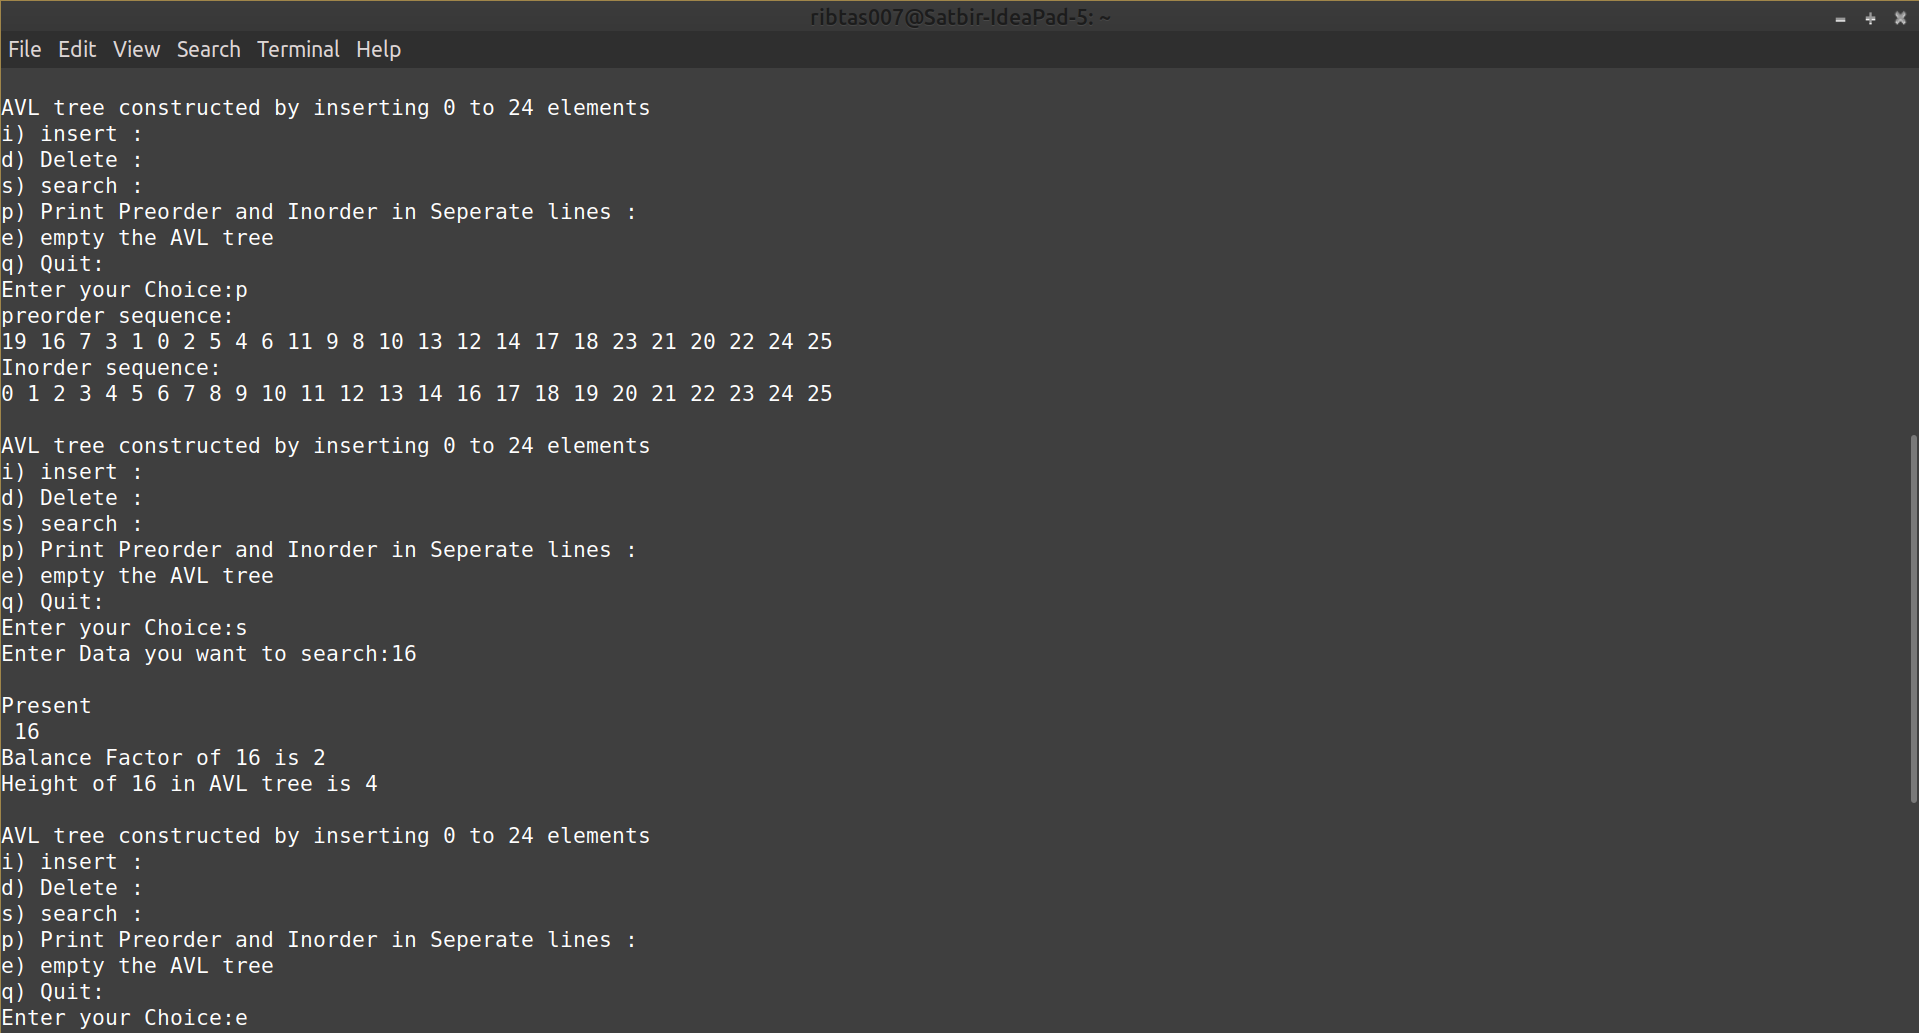 ribtas007@Satbir-IdeaPad-5: ~
File Edit View Search Terminal Help
AVL tree constructed by inserting 0 to 24 elements
i) insert :
d) Delete :
s) search :
p) Print Preorder and Inorder in Seperate lines :
e) empty the AVL tree
q) Quit:
Enter your Choice:p
preorder sequence:
19 16 7 3 1 0 2 5 4 6 11 9 8 10 13 12 14 17 18 23 21 20 22 24 25
Inorder sequence:
0 1 2 3 4 5 6 7 8 9 10 11 12 13 14 16 17 18 19 20 21 22 23 24 25
AVL tree constructed by inserting 0 to 24 elements
i) insert :
d) Delete :
s) search :
p) Print Preorder and Inorder in Seperate lines :
e) empty the AVL tree
q) Quit:
Enter your Choice:s
Enter Data you want to search:16
Present
16
Balance Factor of 16 is 2
Height of 16 in AVL tree is 4
AVL tree constructed by inserting 0 to 24 elements
i) insert :
d) Delete :
s) search :
p) Print Preorder and Inorder in Seperate lines :
e) empty the AVL tree
q) Quit:
Enter your Choice:e